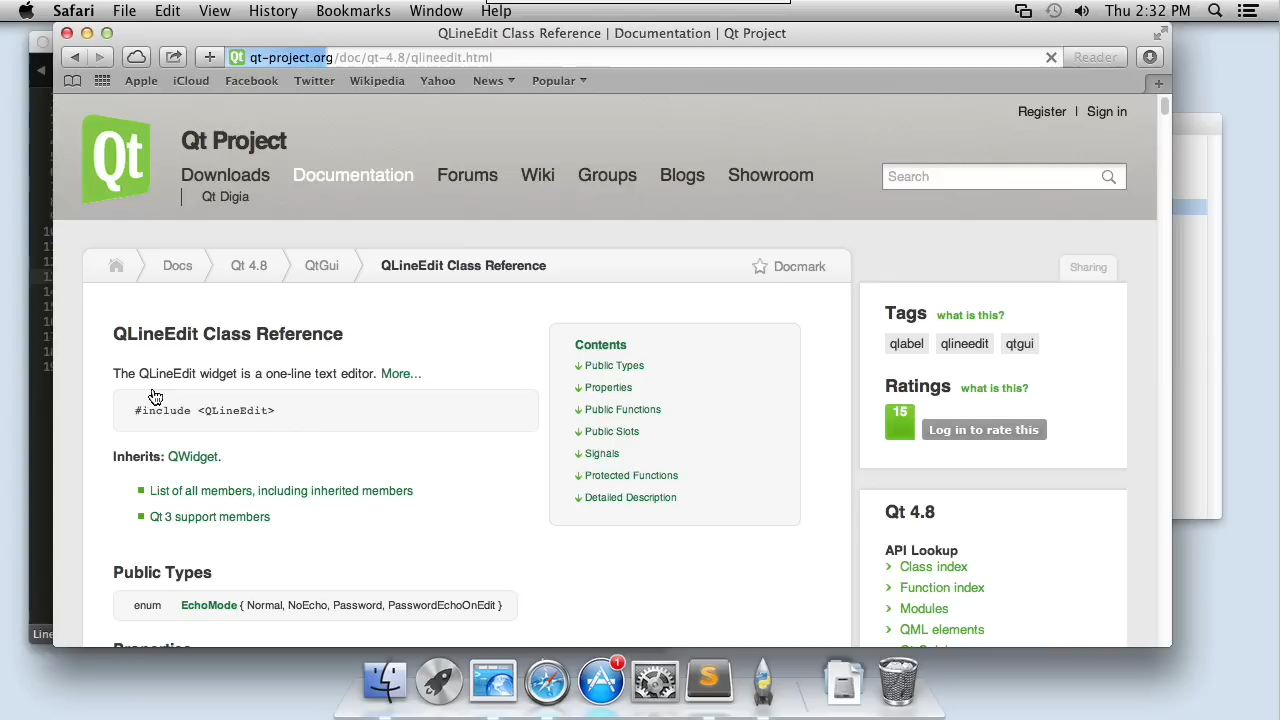 Safari File Edit View History Bookmarks Window Help Thu 2:32 PM
QLineEdit Class Reference | Documentation | Qt Project
Qt qt-project.org/doc/qt-4.8/qlineedit.html Reader
Apple iCloud Facebook Twitter Wikipedia Yahoo News Popular
Register | Sign in
Qt
Qt Project
Downloads Documentation Forums Wiki Groups Blogs Showroom
Search
Qt Digia
Docs Qt 4.8 QtGui QLineEdit Class Reference Docmark
Sharing
QLineEdit Class Reference
The QLineEdit widget is a one-line text editor. More...
#include <QLineEdit>
Inherits: QWidget.
List of all members, including inherited members
Qt 3 support members
Public Types
enum EchoMode { Normal, NoEcho, Password, PasswordEchoOnEdit }
Properties
Contents
Public Types
Properties
Public Functions
Public Slots
Signals
Protected Functions
Detailed Description
Tags what is this?
qlabel qlineedit qtgui
Ratings what is this?
15 Log in to rate this
Qt 4.8
API Lookup
Class index
Function index
Modules
QML elements
Line
1
S